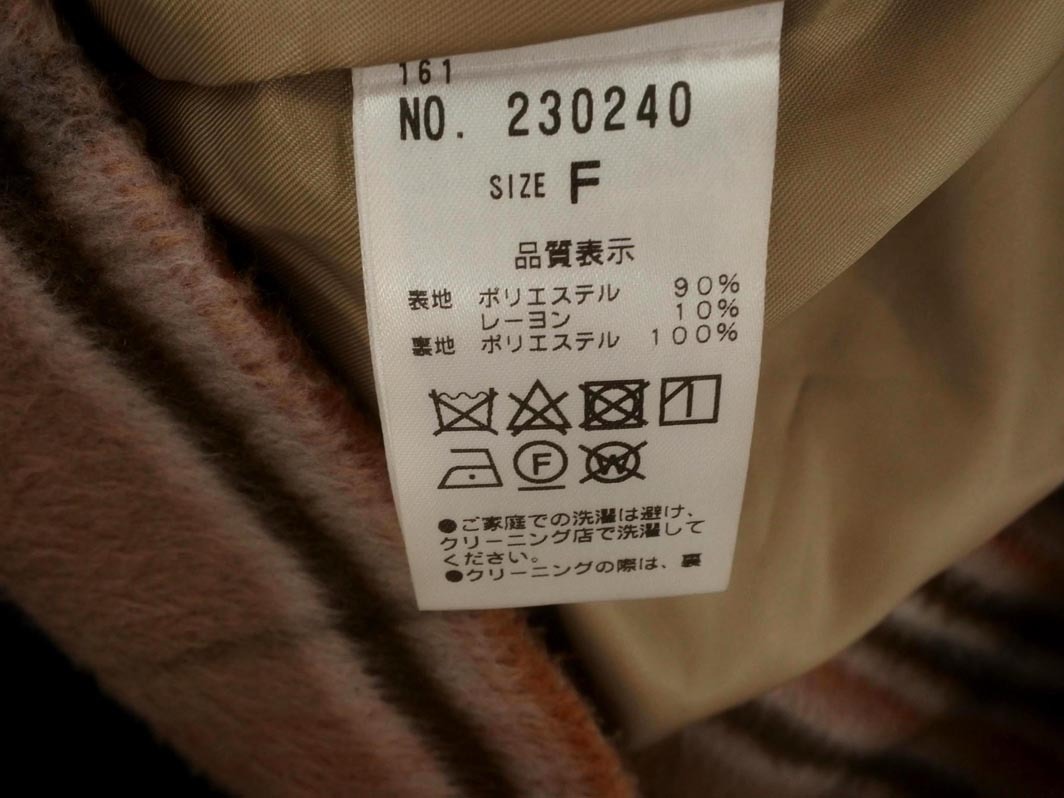 161
NO. 230240
SIZE F
品質表示
表地 ポリエステル 90%
レーヨン 10%
裏地 ポリエステル 100%
F
W
●ご家庭での洗濯は避け、
クリーニング店で洗濯して
ください。
●クリーニングの際は、裏